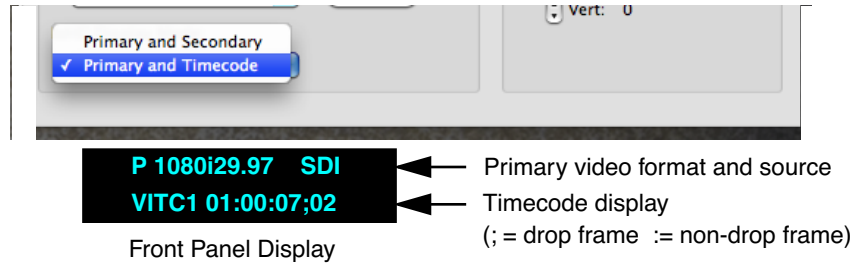 Vert: 0
Primary and Secondary
✓ Primary and Timecode
P 1080i29.97 SDI
Primary video format and source
VITC1 01:00:07;02
Timecode display
(; = drop frame := non-drop frame)
Front Panel Display